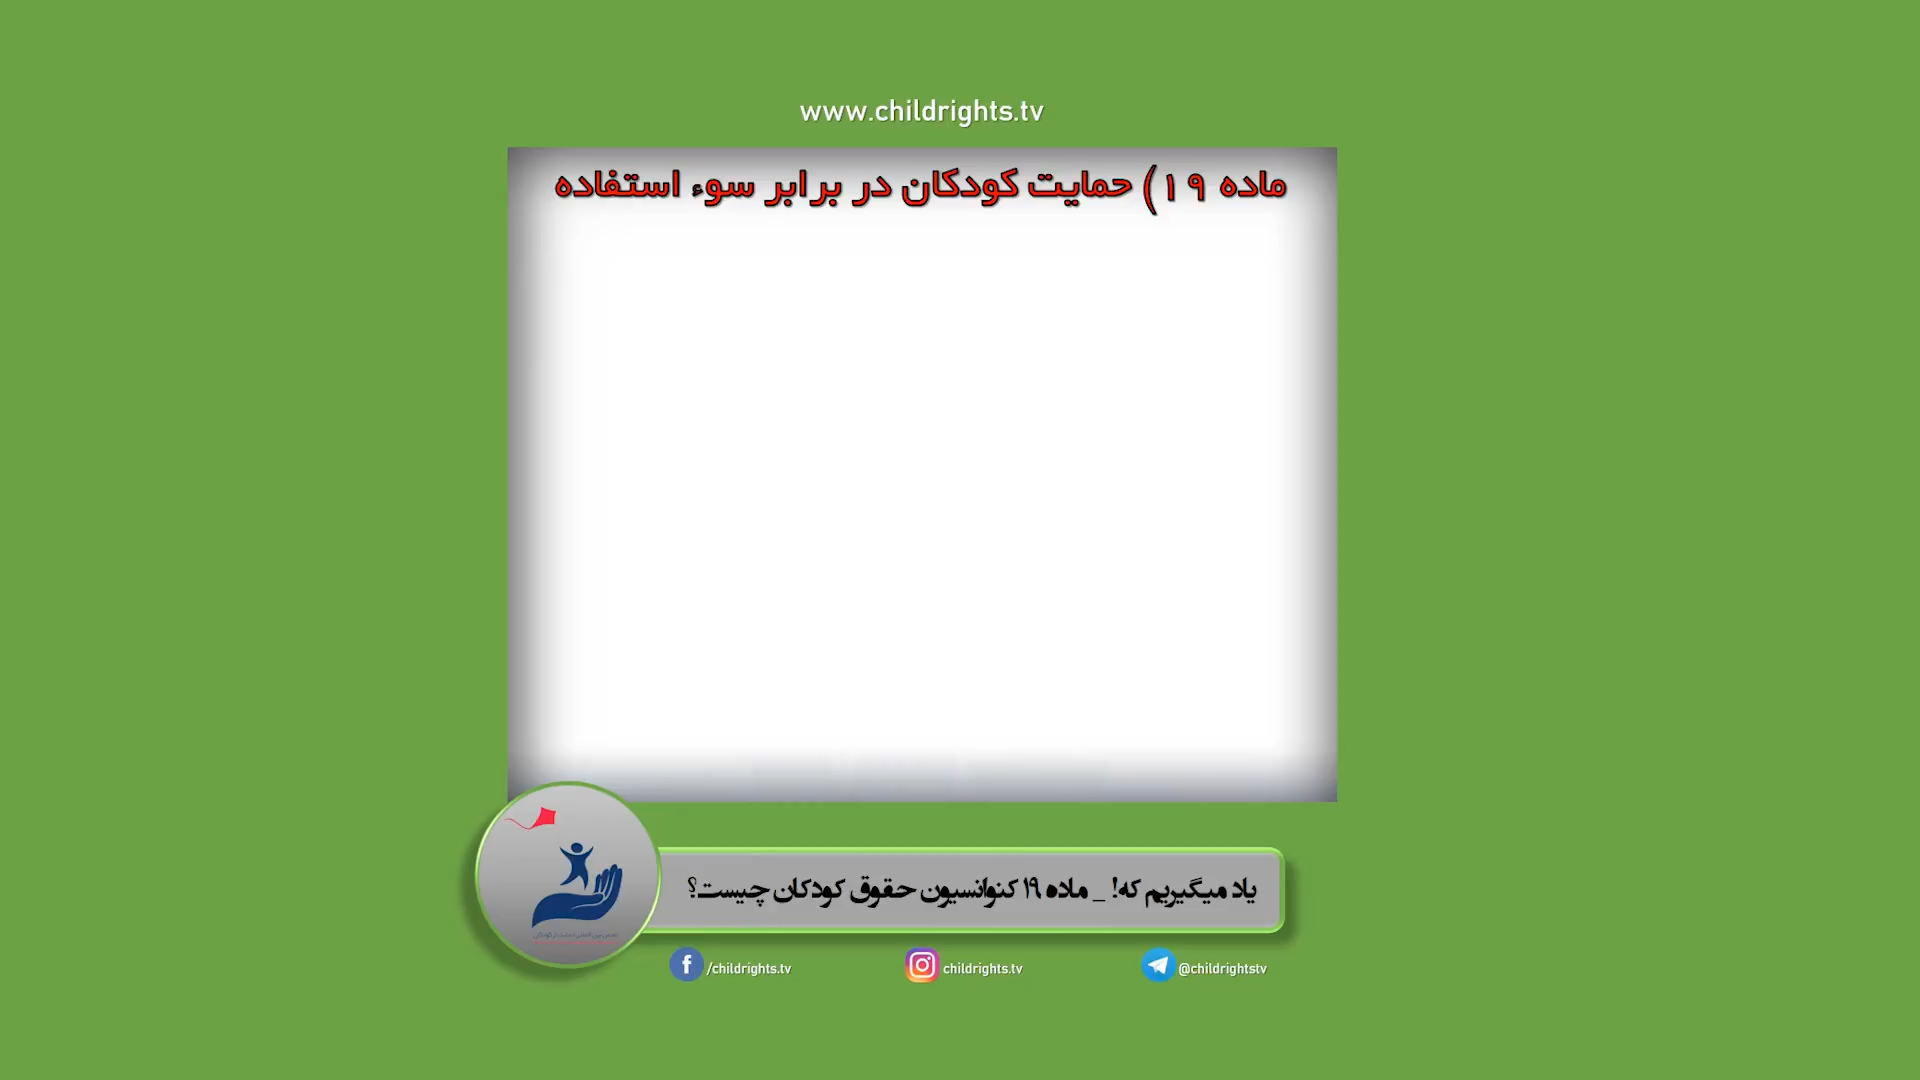 www.childrights.tv
ماده ۱۹) حمایت کودکان در برابر سوء استفاده
یاد میگیریم که! _ ماده ۱۹ کنوانسیون حقوق کودکان چیست؟
/childrights.tv
childrights.tv
@childrightstv